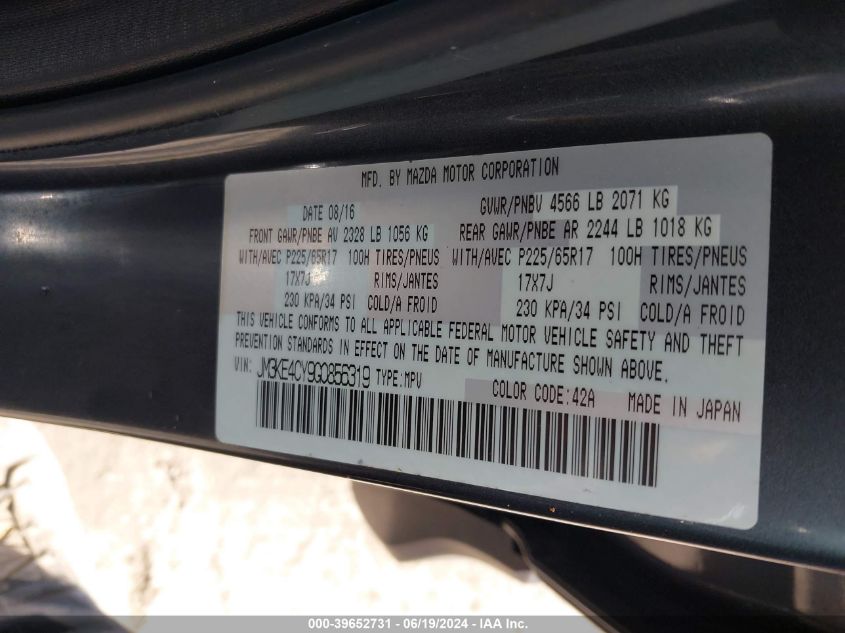 MFD. BY MAZDA MOTOR CORPORATION
DATE 08/16 GVWR/PNBV 4566 LB 2071 KG
FRONT GAWR/PNBE AV 2328 LB 1056 KG REAR GAWR/PNBE AR 2244 LB 1018 KG
WITH/AVEC P225/65R17 100H TIRES/PNEUS WITH/AVEC P225/65R17 100H TIRES/PNEUS
17X7J RIMS/JANTES 17X7J RIMS/JANTES
230 KPA/34 PSI COLD/A FROID 230 KPA/34 PSI COLD/A FROID
THIS VEHICLE CONFORMS TO ALL APPLICABLE FEDERAL MOTOR VEHICLE SAFETY AND THEFT
PREVENTION STANDARDS IN EFFECT ON THE DATE OF MANUFACTURE SHOWN ABOVE.
VIN: JM3KE4CY9G0856319 TYPE:MPV COLOR CODE:42A MADE IN JAPAN
000-39652731 - 06/19/2024 - IAA Inc.